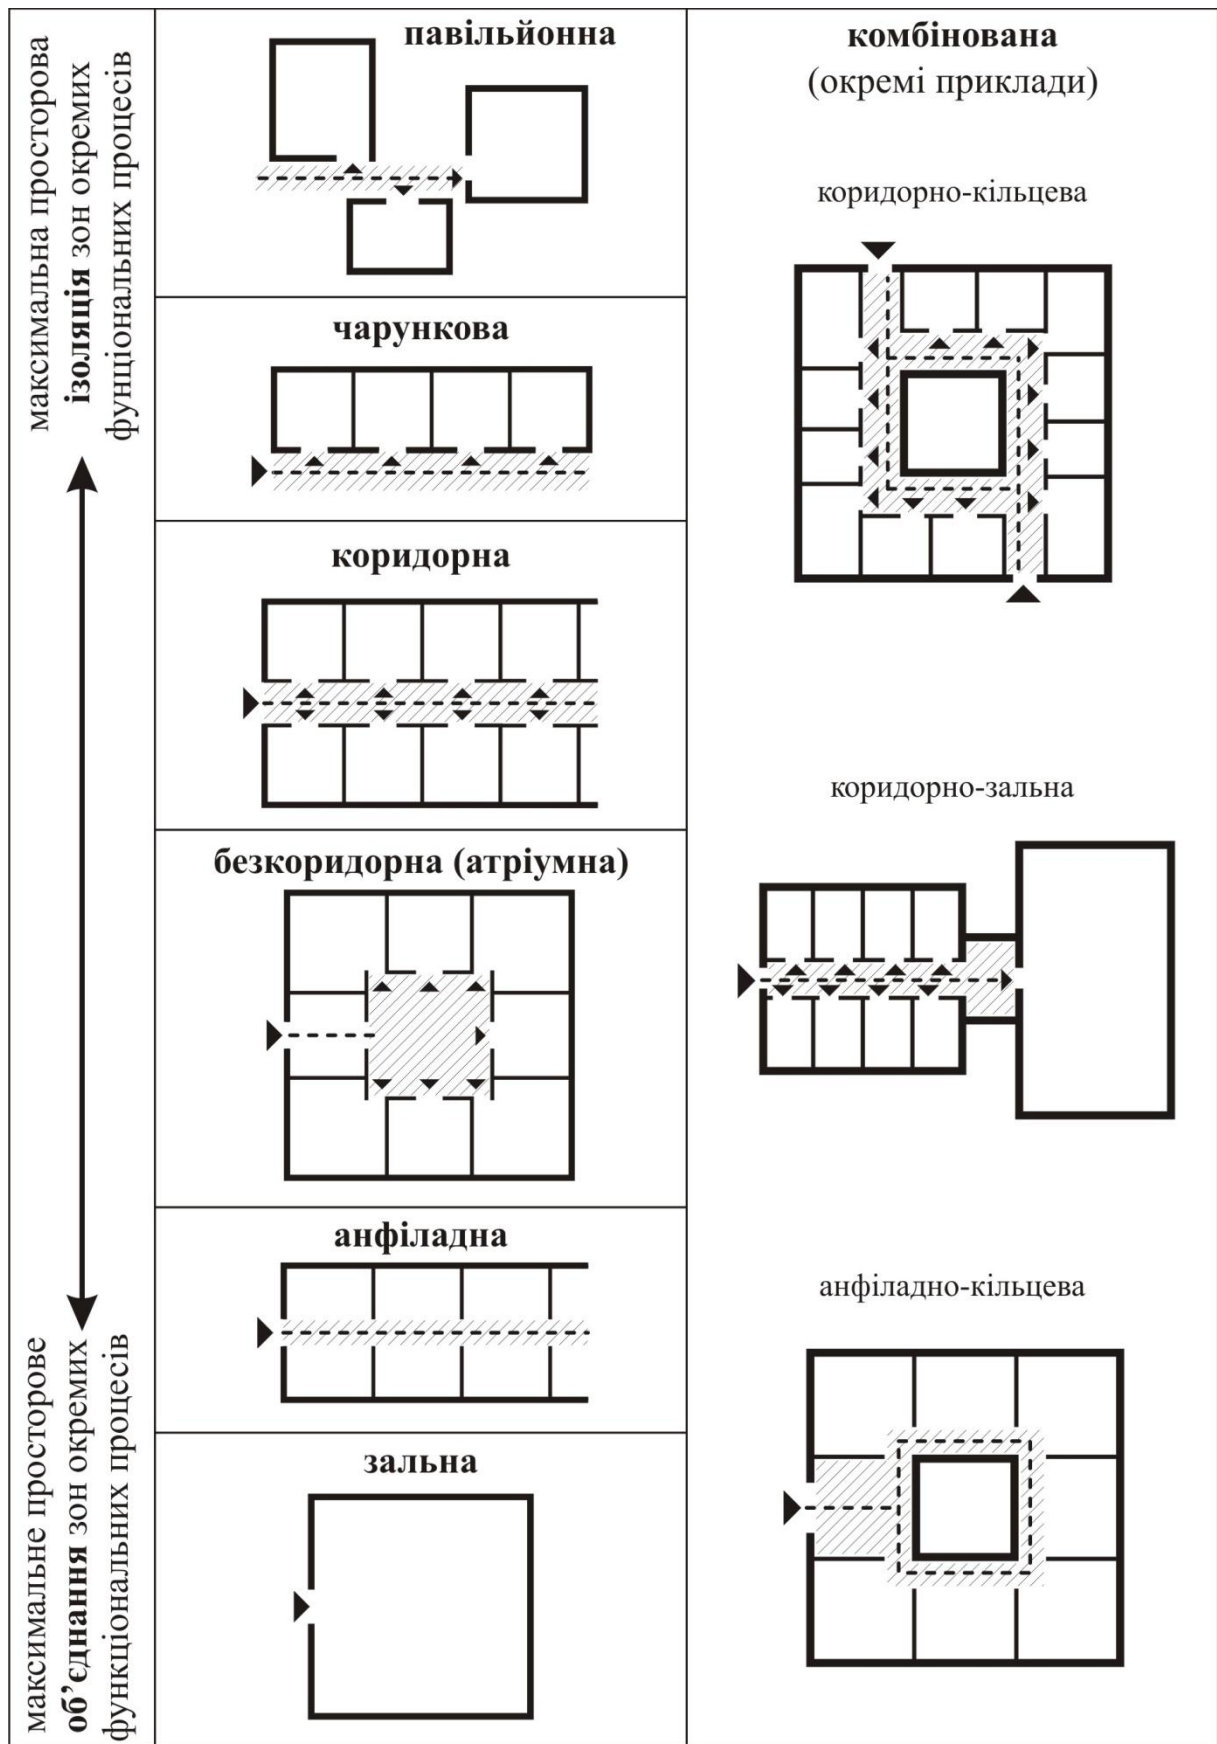 максимальна просторова
ізоляція зон окремих
фунціональних процесів
максимальне просторове
об’єднання зон окремих
функціональних процесів
павільйонна
чарункова
коридорна
безкоридорна (атріумна)
анфіладна
зальна
комбінована
(окремі приклади)
коридорно-кільцева
коридорно-зальна
анфіладно-кільцева